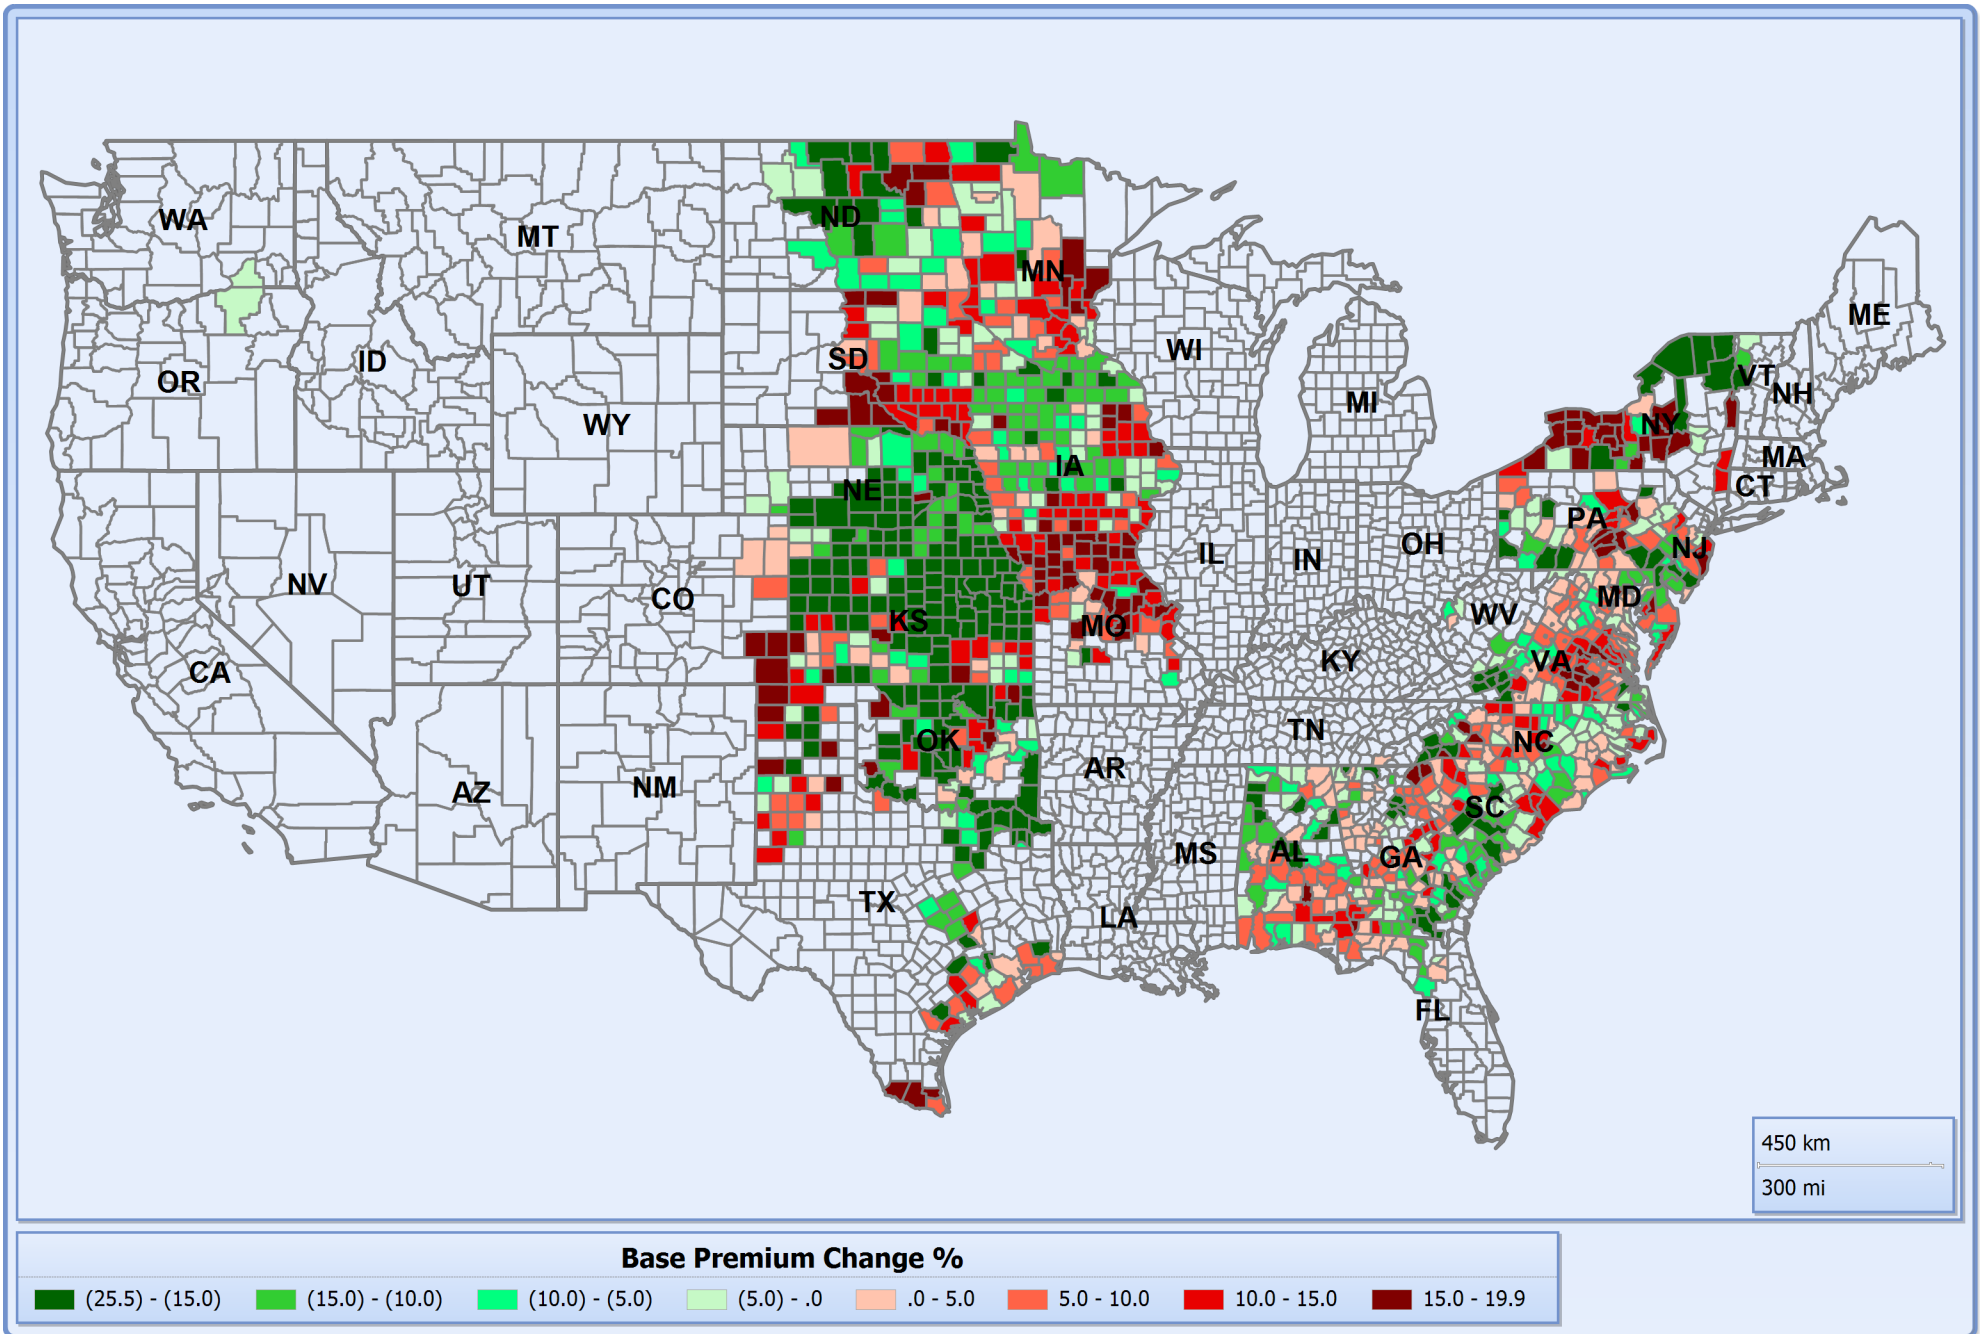 WA
MT
ND
MN
ME
OR
ID
SD
WI
VT
NH
WY
MI
NY
IA
MA
NE
CT
PA
IL
IN
OH
NJ
NV
UT
CO
KS
MO
WV
MD
CA
KY
VA
AZ
NM
OK
AR
TN
NC
SC
MS
AL
GA
TX
LA
FL
450 km
300 mi
Base Premium Change %
(25.5) - (15.0) (15.0) - (10.0) (10.0) - (5.0) (5.0) - .0 .0 - 5.0 5.0 - 10.0 10.0 - 15.0 15.0 - 19.9